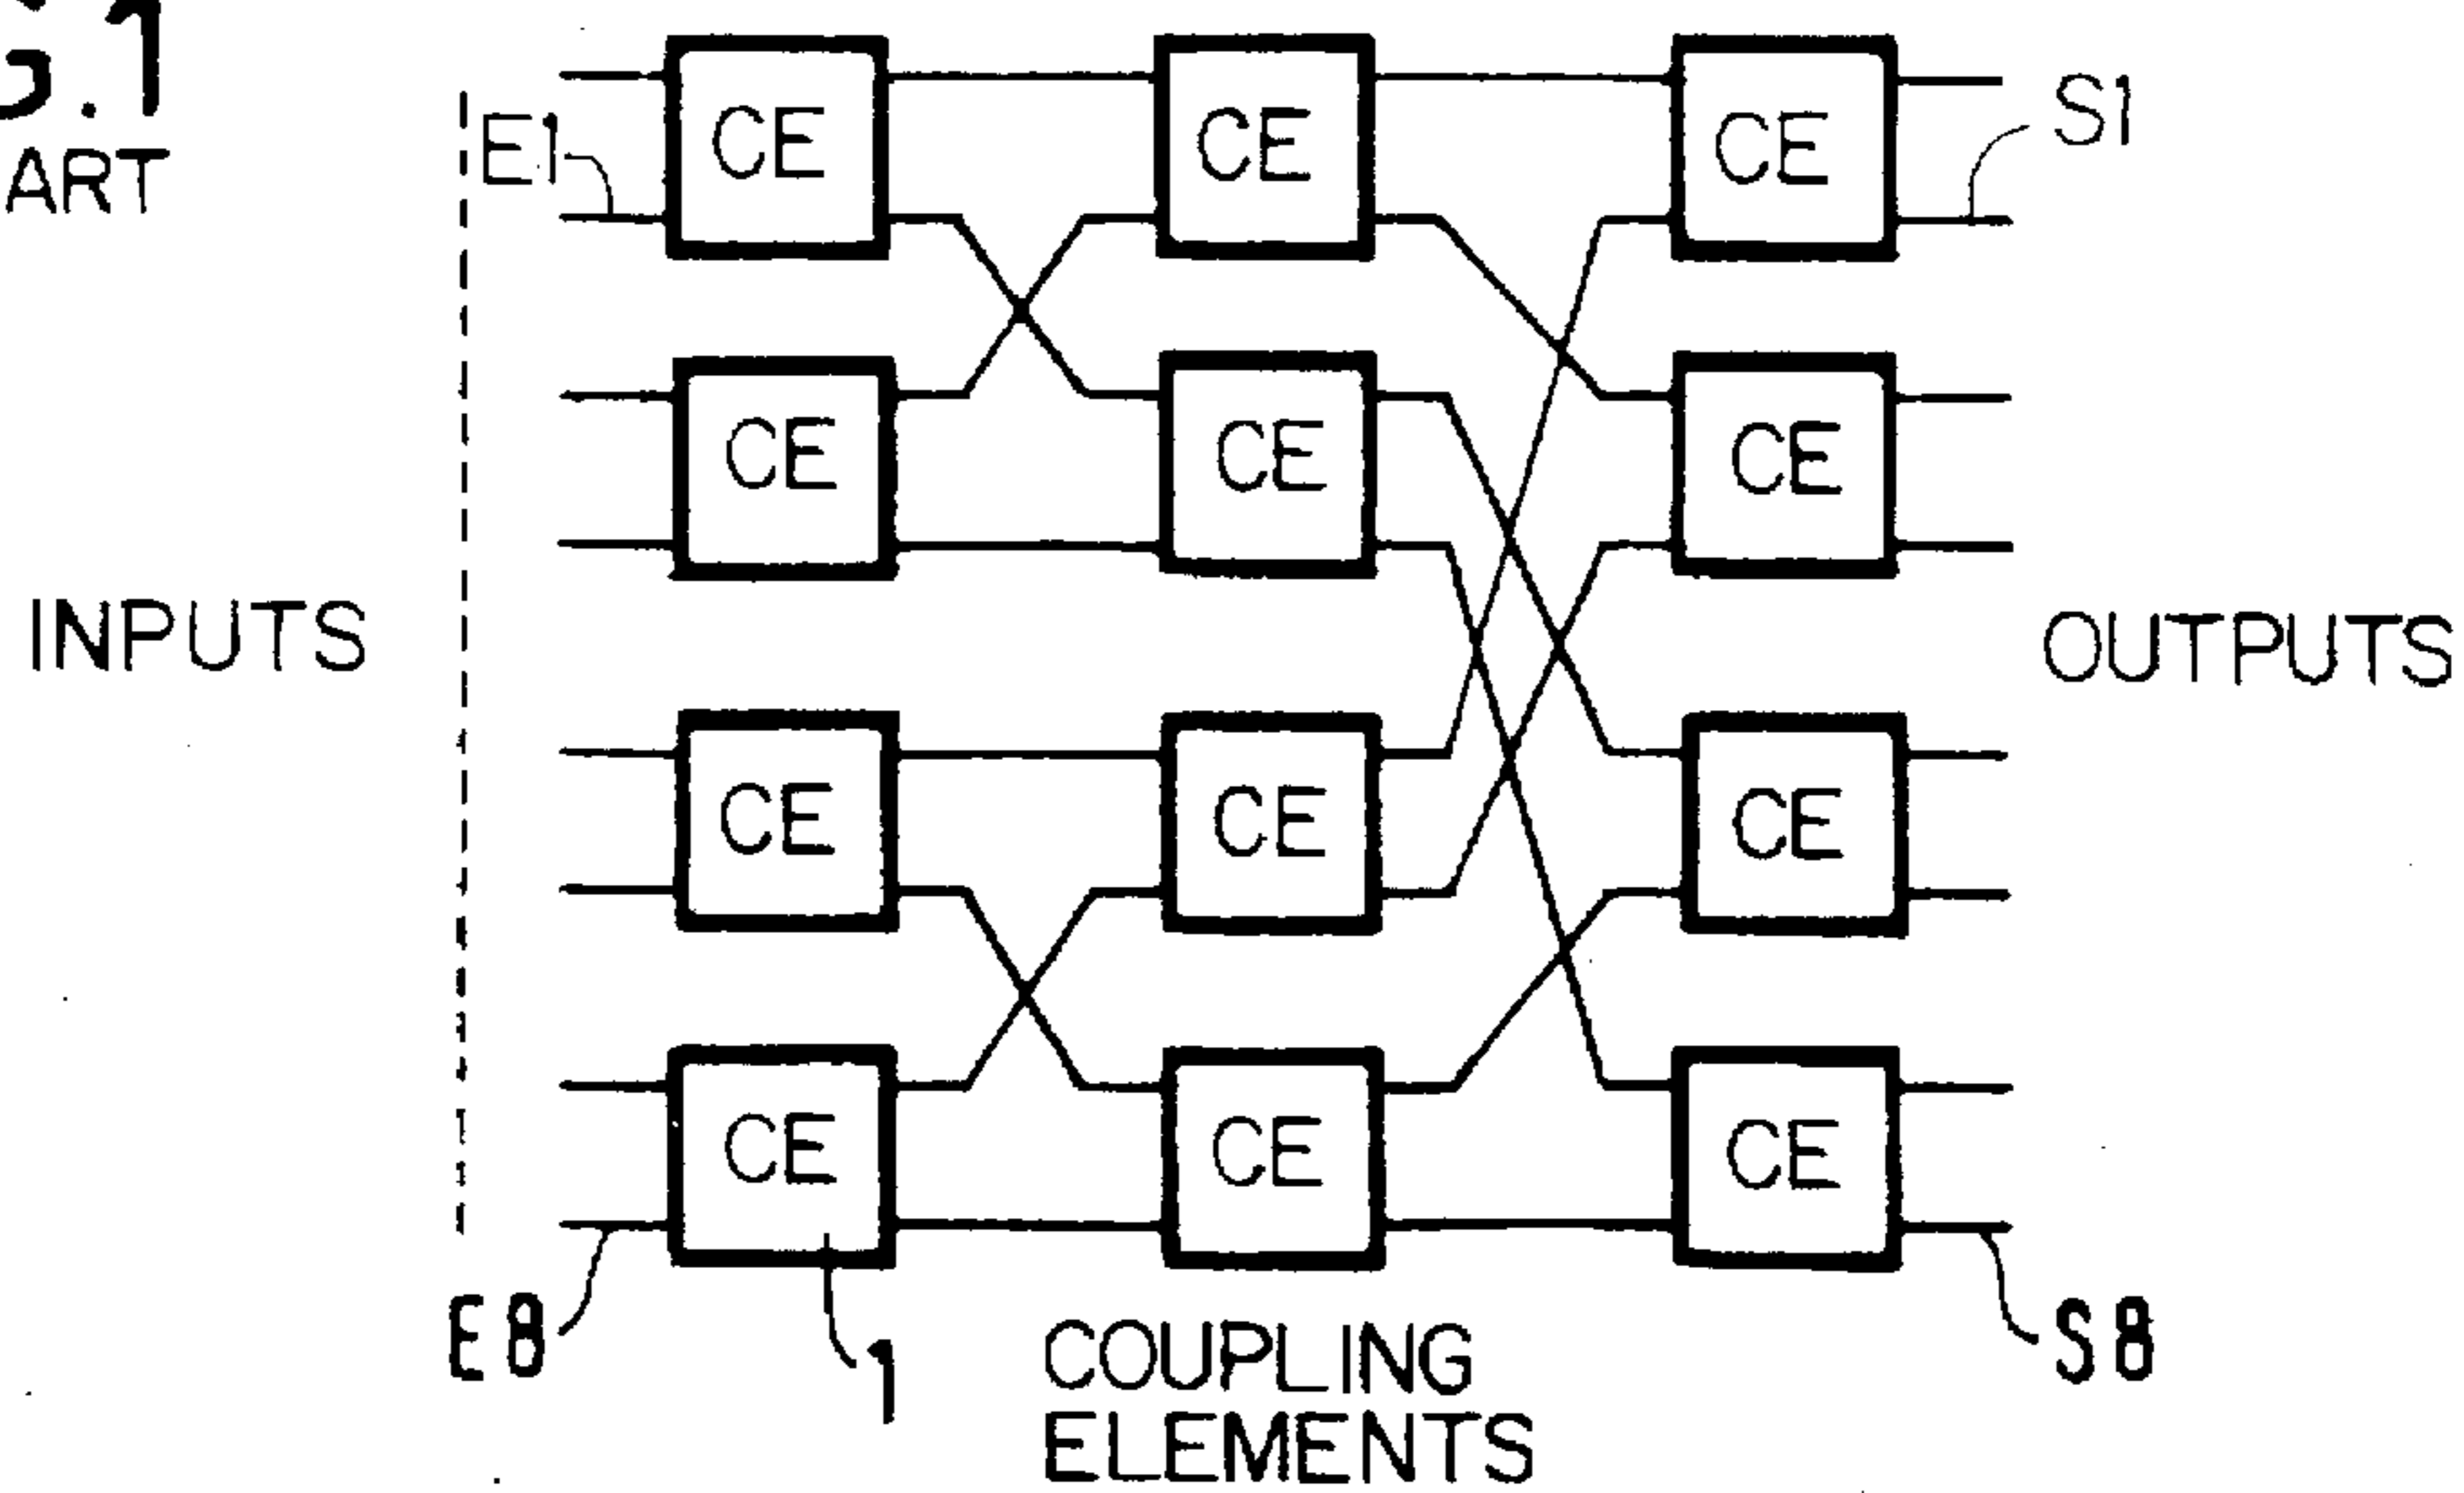 G.1
ART
E1
CE
CE
CE
S1
CE
CE
CE
INPUTS
OUTPUTS
CE
CE
CE
CE
CE
CE
E8
1
COUPLING
ELEMENTS
S8